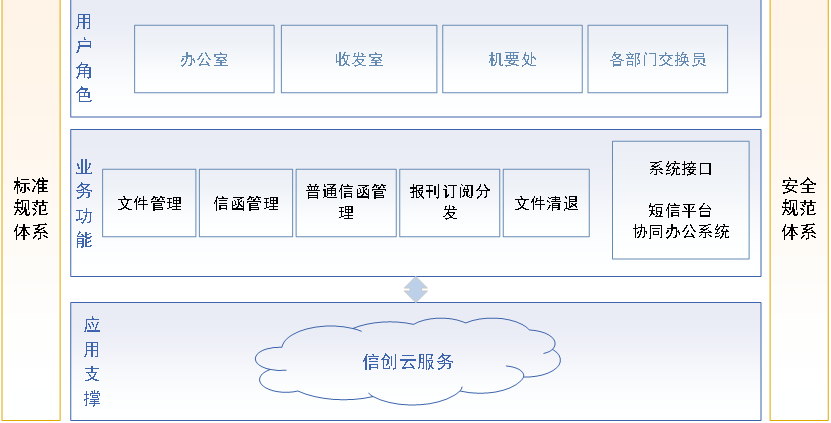 标准
规范
体系
用户角色
办公室
收发室
机要处
各部门交换员
业务功能
文件管理
信函管理
普通信函管
理
报刊订阅分
发
文件清退
系统接口
短信平台
协同办公系统
应用支撑
信创云服务
安全
规范
体系